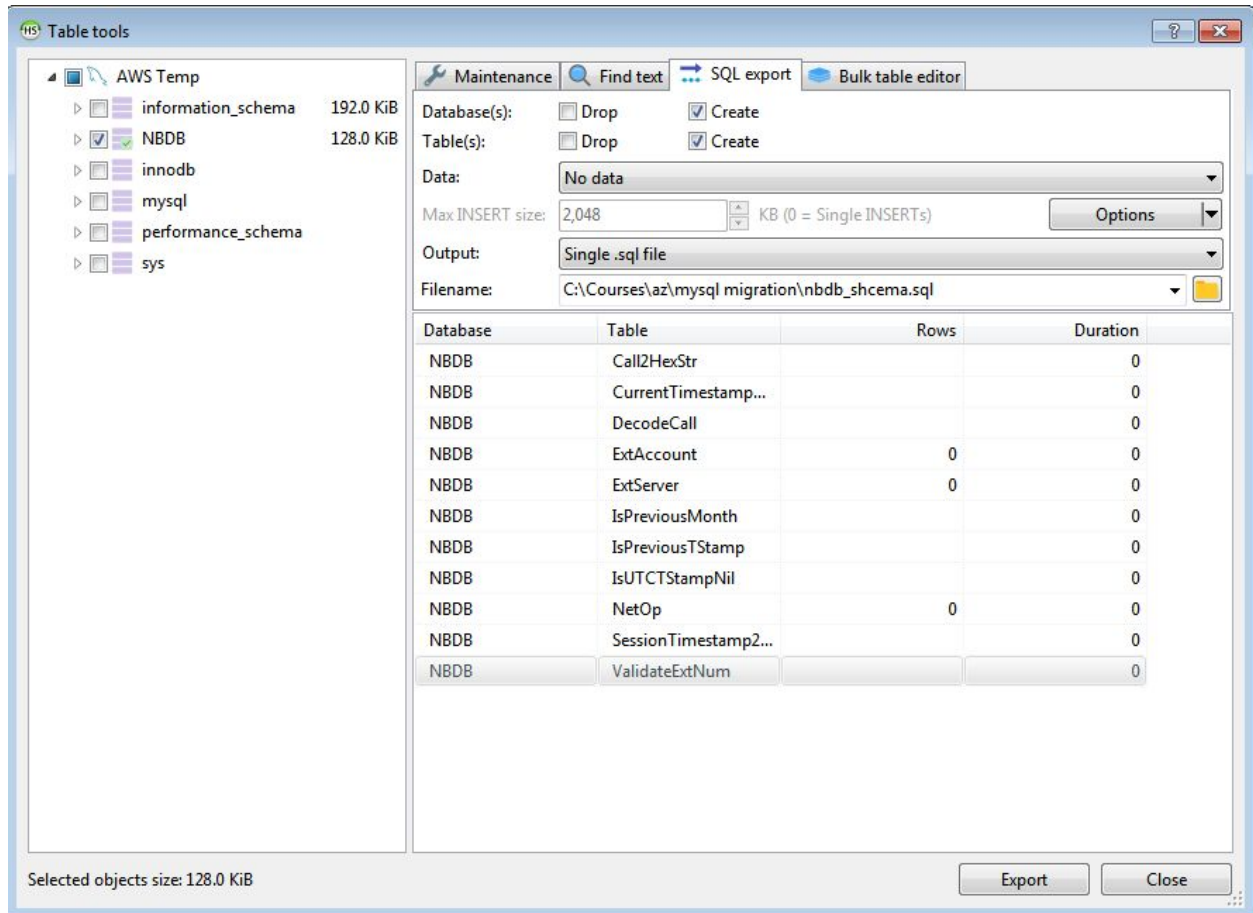 HS Table tools
AWS Temp
information_schema 192.0 KiB
NBDB 128.0 KiB
innodb
mysql
performance_schema
sys
Maintenance Find text SQL export Bulk table editor
Database(s): Drop Create
Table(s): Drop Create
Data: No data
Max INSERT size: 2,048 KB (0 = Single INSERTs) Options
Output: Single .sql file
Filename: C:\Courses\az\mysql migration\nbdb_shcema.sql
Database Table Rows Duration
NBDB Call2HexStr 0
NBDB CurrentTimestamp... 0
NBDB DecodeCall 0
NBDB ExtAccount 0 0
NBDB ExtServer 0 0
NBDB IsPreviousMonth 0
NBDB IsPreviousTStamp 0
NBDB IsUTCTStampNil 0
NBDB NetOp 0 0
NBDB SessionTimestamp2... 0
NBDB ValidateExtNum 0
Selected objects size: 128.0 KiB Export Close